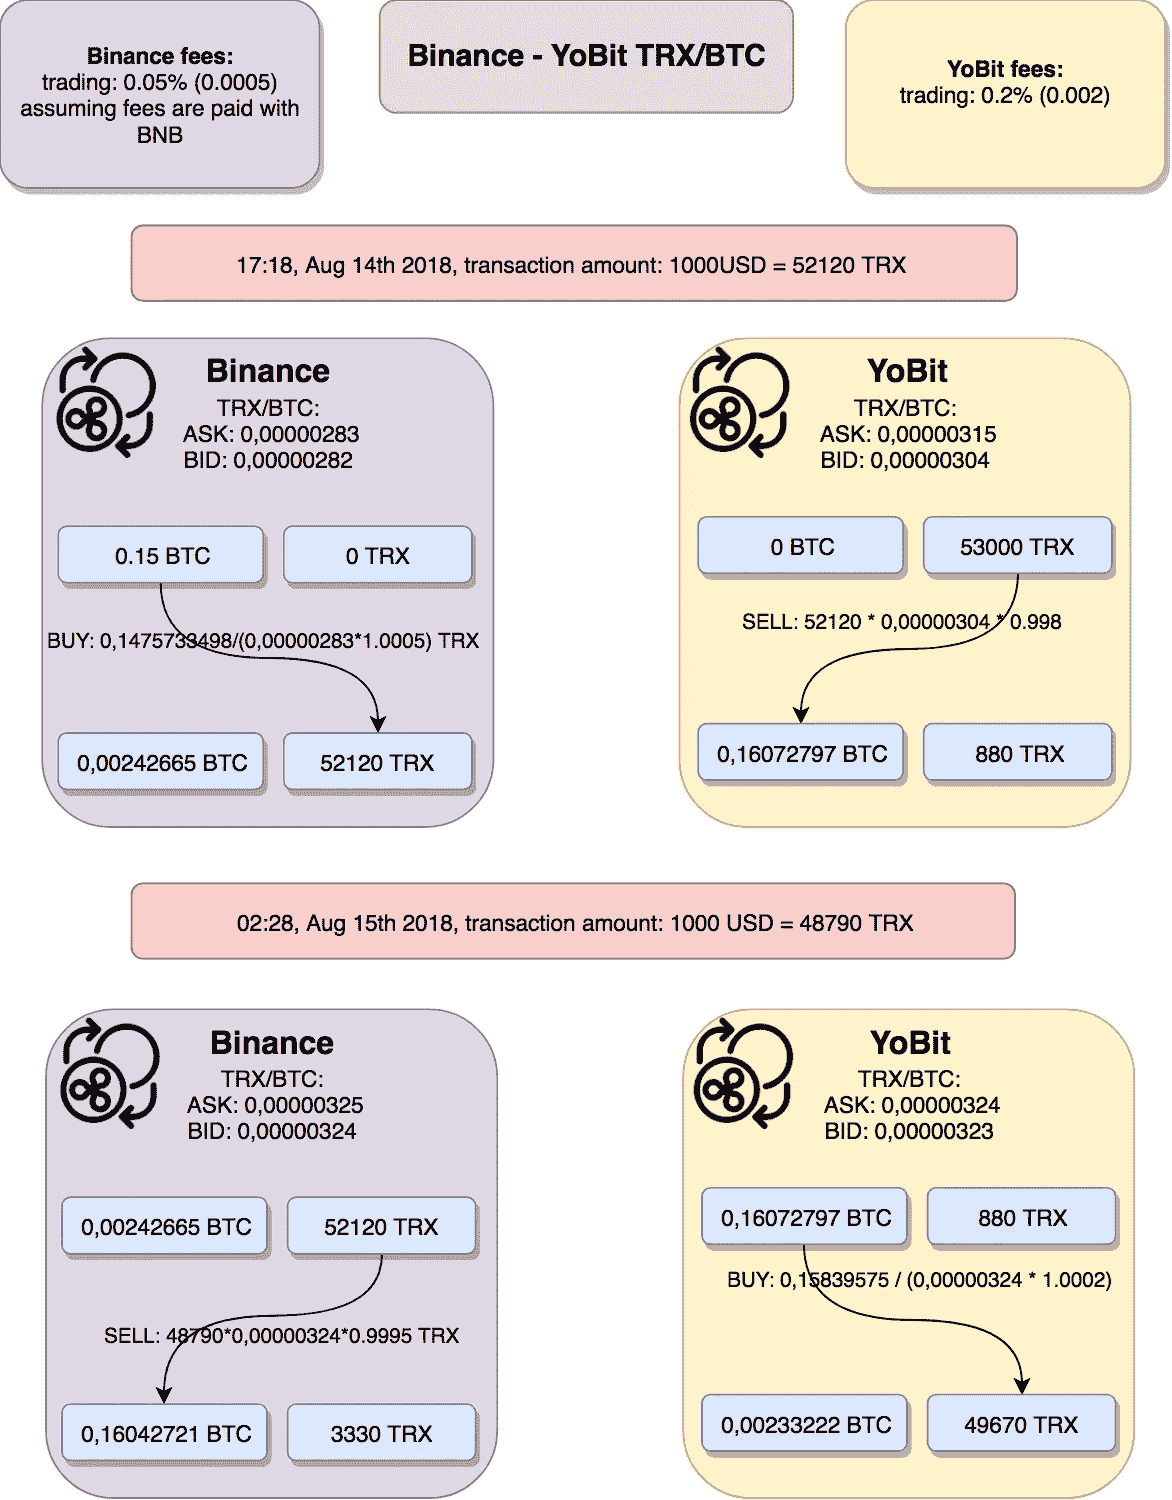 Binance fees:
trading: 0.05% (0.0005)
assuming fees are paid with
BNB
Binance - YoBit TRX/BTC
YoBit fees:
trading: 0.2% (0.002)
17:18, Aug 14th 2018, transaction amount: 1000USD = 52120 TRX
Binance
TRX/BTC:
ASK: 0,00000283
BID: 0,00000282
0.15 BTC
0 TRX
BUY: 0,1475733498/(0,00000283*1.0005) TRX
0,00242665 BTC
52120 TRX
YoBit
TRX/BTC:
ASK: 0,00000315
BID: 0,00000304
0 BTC
53000 TRX
SELL: 52120 * 0,00000304 * 0.998
0,16072797 BTC
880 TRX
02:28, Aug 15th 2018, transaction amount: 1000 USD = 48790 TRX
Binance
TRX/BTC:
ASK: 0,00000325
BID: 0,00000324
0,00242665 BTC
52120 TRX
SELL: 48790*0,00000324*0.9995 TRX
0,16042721 BTC
3330 TRX
YoBit
TRX/BTC:
ASK: 0,00000324
BID: 0,00000323
0,16072797 BTC
880 TRX
BUY: 0,15839575 / (0,00000324 * 1.0002)
0,00233222 BTC
49670 TRX